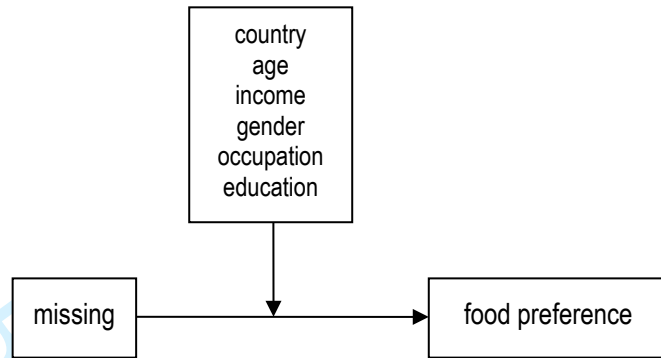 country
age
income
gender
occupation
education
missing
food preference